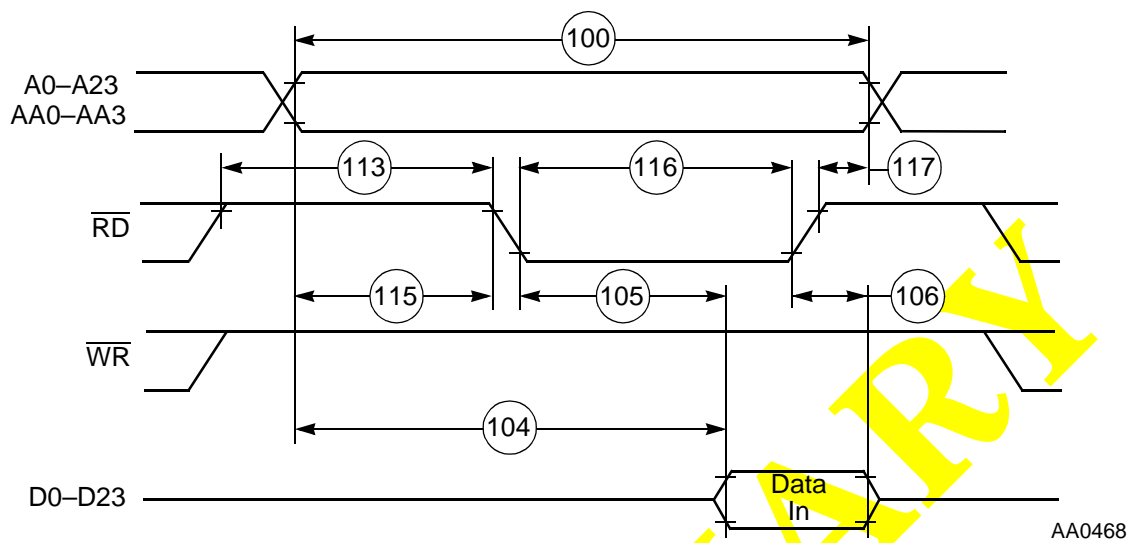 100
A0–A23
AA0–AA3
113
116
117
RD
115
105
106
WR
104
D0–D23
Data
In
ARY
AA0468